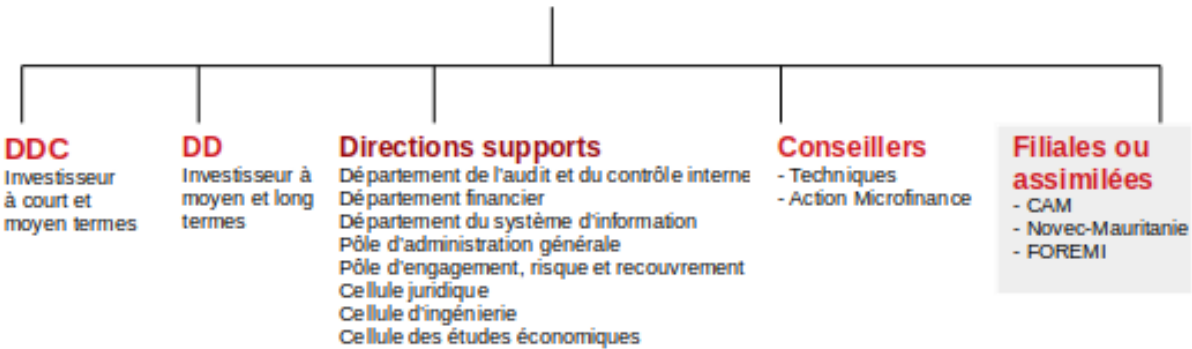 DDC
Investisseur
à court et
moyen termes
DD
Investisseur à
moyen et long
termes
Directions supports
Département de l'audit et du contrôle interne
Département financier
Département du système d'information
Pôle d'administration générale
Pôle d'engagement, risque et recouvrement
Cellule juridique
Cellule d'ingénierie
Cellule des études économiques
Conseillers
- Techniques
- Action Microfinance
Filiales ou
assimilées
- CAM
- Novec-Mauritanie
- FOREMI